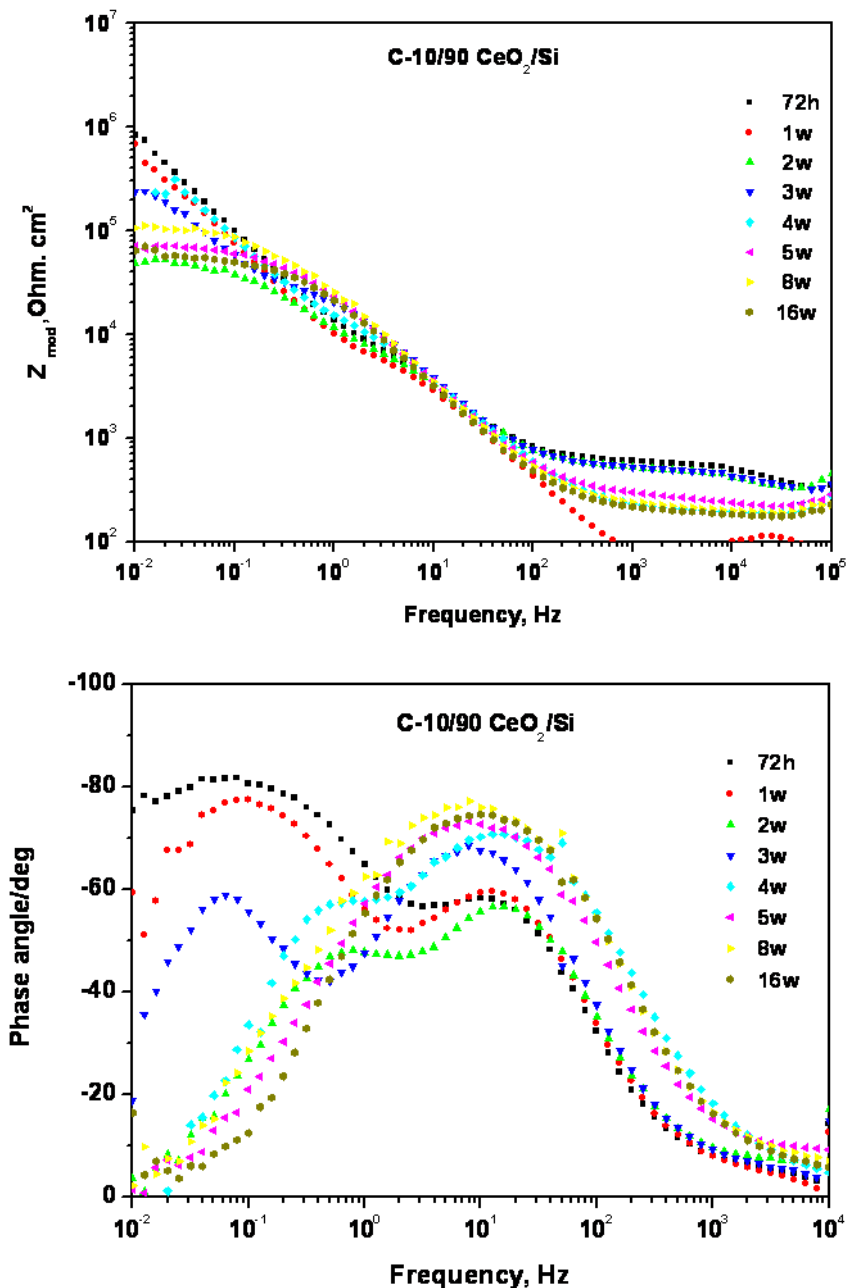 C-10/90 CeO₂/Si
10⁷
10⁶
10⁵
10⁴
10³
10²
Z mod, Ohm. cm²
72h
1w
2w
3w
4w
5w
8w
16w
10⁻² 10⁻¹ 10⁰ 10¹ 10² 10³ 10⁴ 10⁵
Frequency, Hz
C-10/90 CeO₂/Si
-100
-80
-60
-40
-20
0
Phase angle/deg
72h
1w
2w
3w
4w
5w
8w
16w
10⁻² 10⁻¹ 10⁰ 10¹ 10² 10³ 10⁴
Frequency, Hz